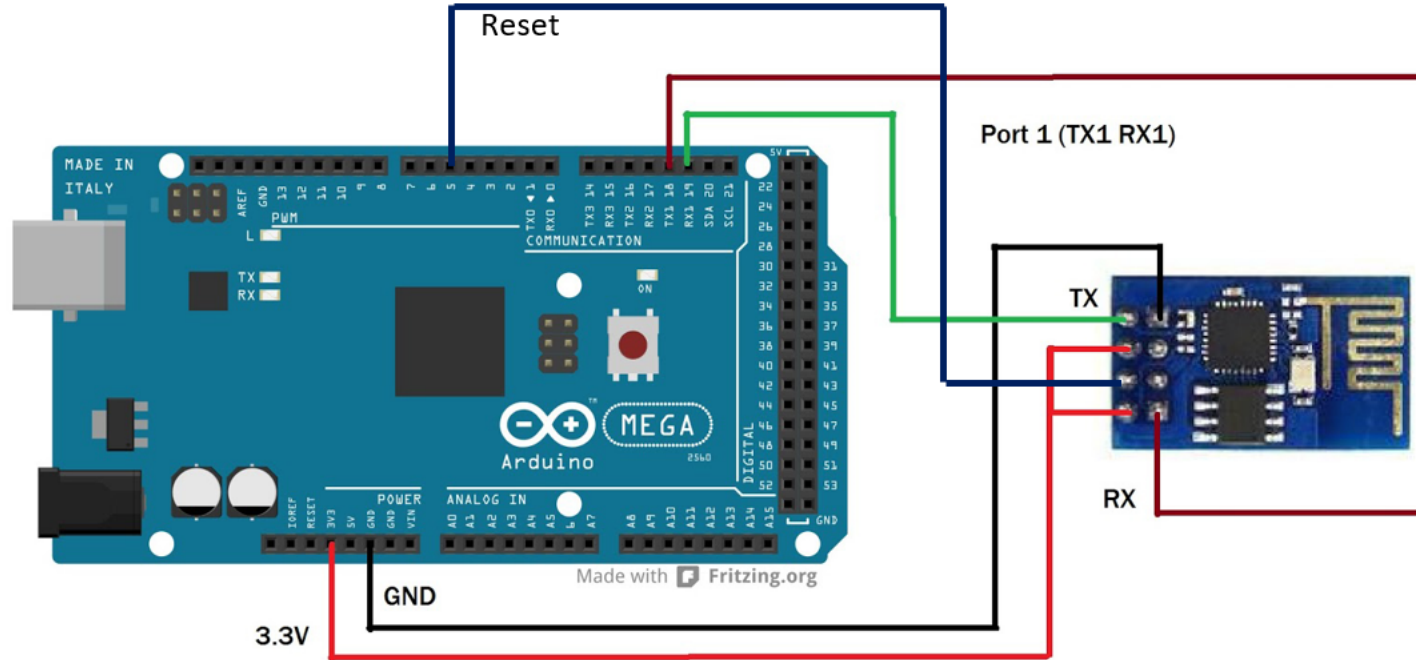 Reset
Port 1 (TX1 RX1)
MADE IN
ITALY
AREF
GND
13
12
11
10
9
8
7
6
5
4
3
2
TX0 ◄ 1
RX0 ► 0
TX3 14
RX3 15
TX2 16
RX2 17
TX1 18
RX1 19
SDA 20
SCL 21
PWM
COMMUNICATION
5V
22
24
26
28
30 31
32 33
34 35
36 37
38 39
40 41
42 43
44 45
46 47
48 49
50 51
52 53
GND
DIGITAL
L
TX
RX
ON
Arduino
™
MEGA
2560
POWER
ANALOG IN
IOREF
RESET
3V3
5V
GND
GND
VIN
A0
A1
A2
A3
A4
A5
6
A7
A8
A9
A10
A11
A12
A13
A14
A15
Made with Fritzing.org
TX
RX
GND
3.3V